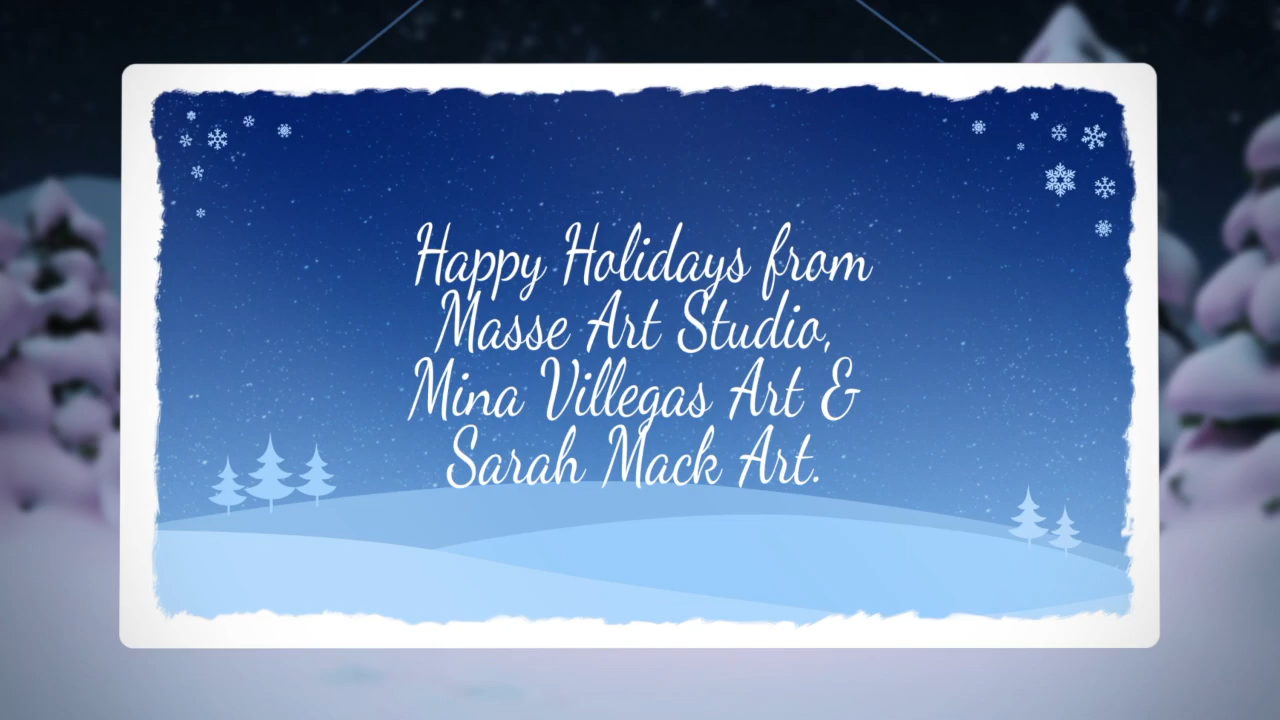 Happy Holidays from
Masse Art Studio,
Mina Villegas Art &
Sarah Mack Art.